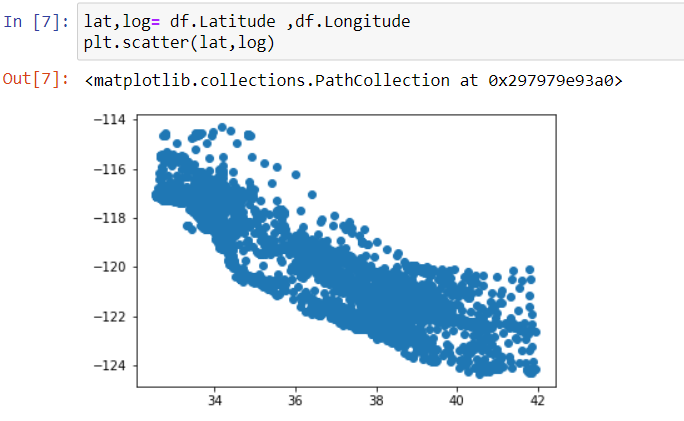 In [7]: lat,log= df.Latitude ,df.Longitude
plt.scatter(lat,log)
Out[7]: <matplotlib.collections.PathCollection at 0x297979e93a0>
−114
−116
−118
−120
−122
−124
34 36 38 40 42